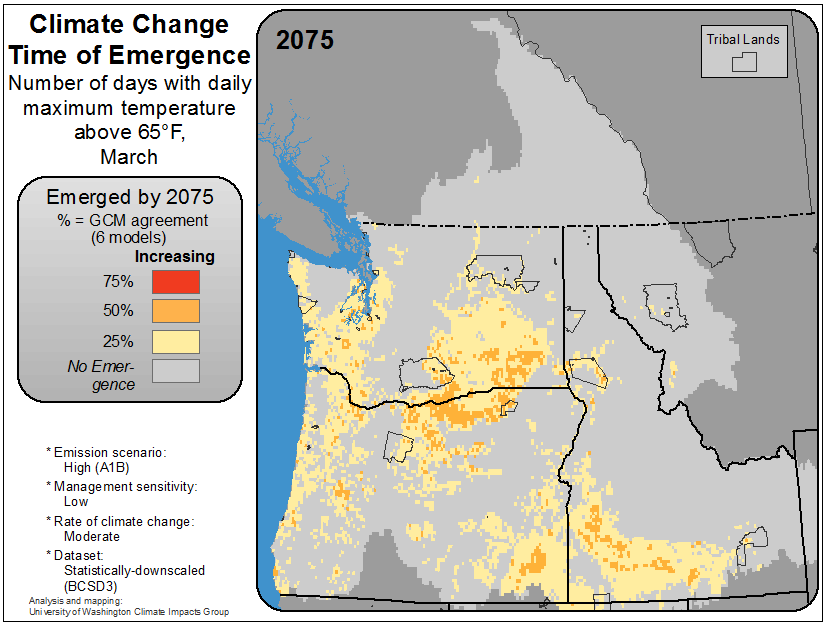 Climate Change
Time of Emergence
Number of days with daily
maximum temperature
above 65°F,
March
Emerged by 2075
% = GCM agreement
(6 models)
Increasing
75%
50%
25%
No Emer-
gence
* Emission scenario:
High (A1B)
* Management sensitivity:
Low
* Rate of climate change:
Moderate
* Dataset:
Statistically-downscaled
(BCSD3)
Analysis and mapping:
University of Washington Climate Impacts Group
2075
Tribal Lands